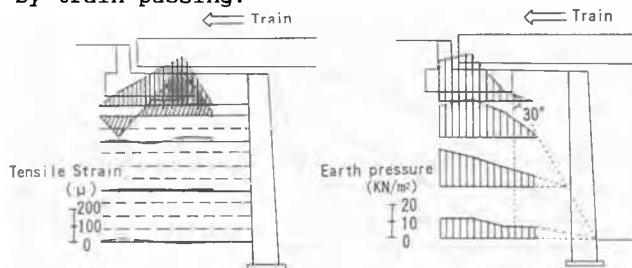 by train passing.
Train
Tensile Strain
(μ)
200
100
0
Train
30°
Earth pressure
(KN/m²)
20
10
0